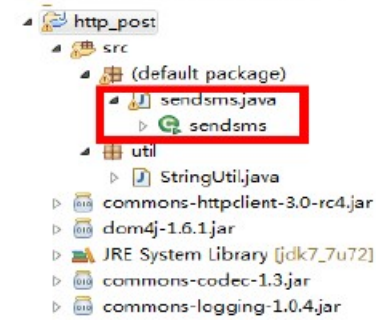 http_post
src
(default package)
sendsms.java
sendsms
util
StringUtil.java
commons-httpclient-3.0-rc4.jar
dom4j-1.6.1.jar
JRE System Library [jdk7_7u72]
commons-codec-1.3.jar
commons-logging-1.0.4.jar